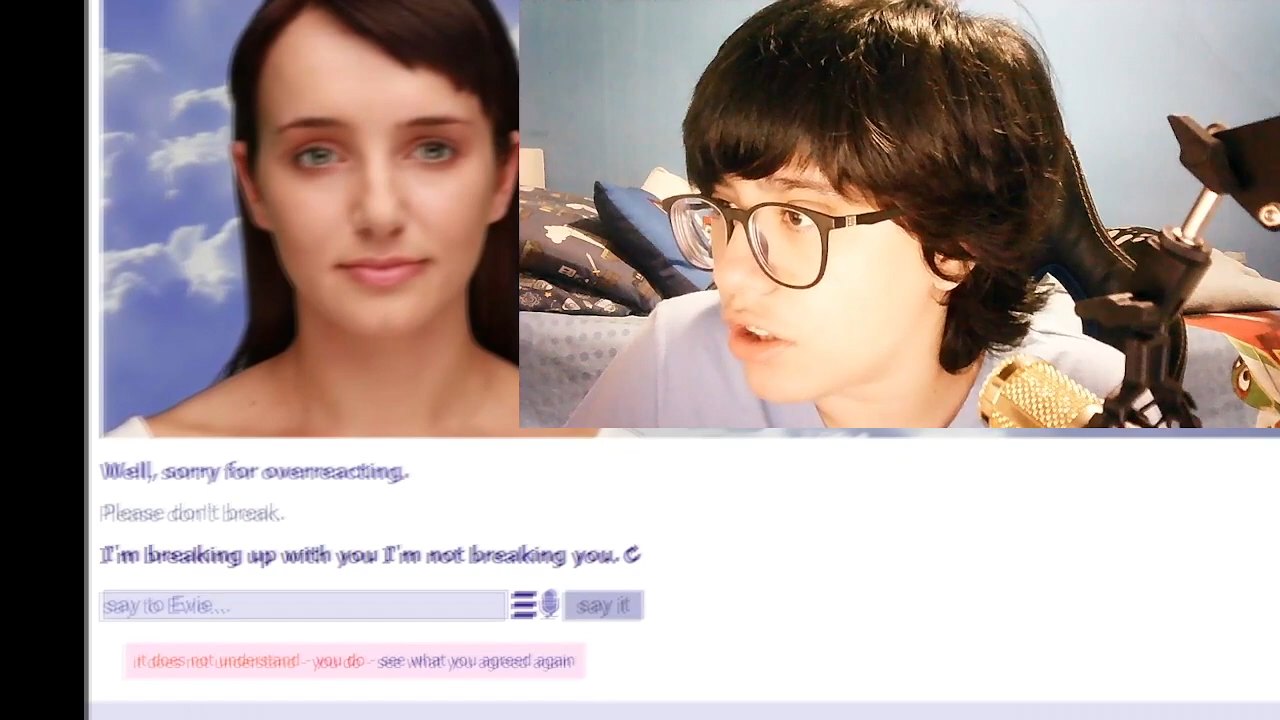 Well, sorry for overreacting.
Please don't break.
I'm breaking up with you I'm not breaking you.
say to Evie...
say it
it does not understand - you do - see what you agreed again